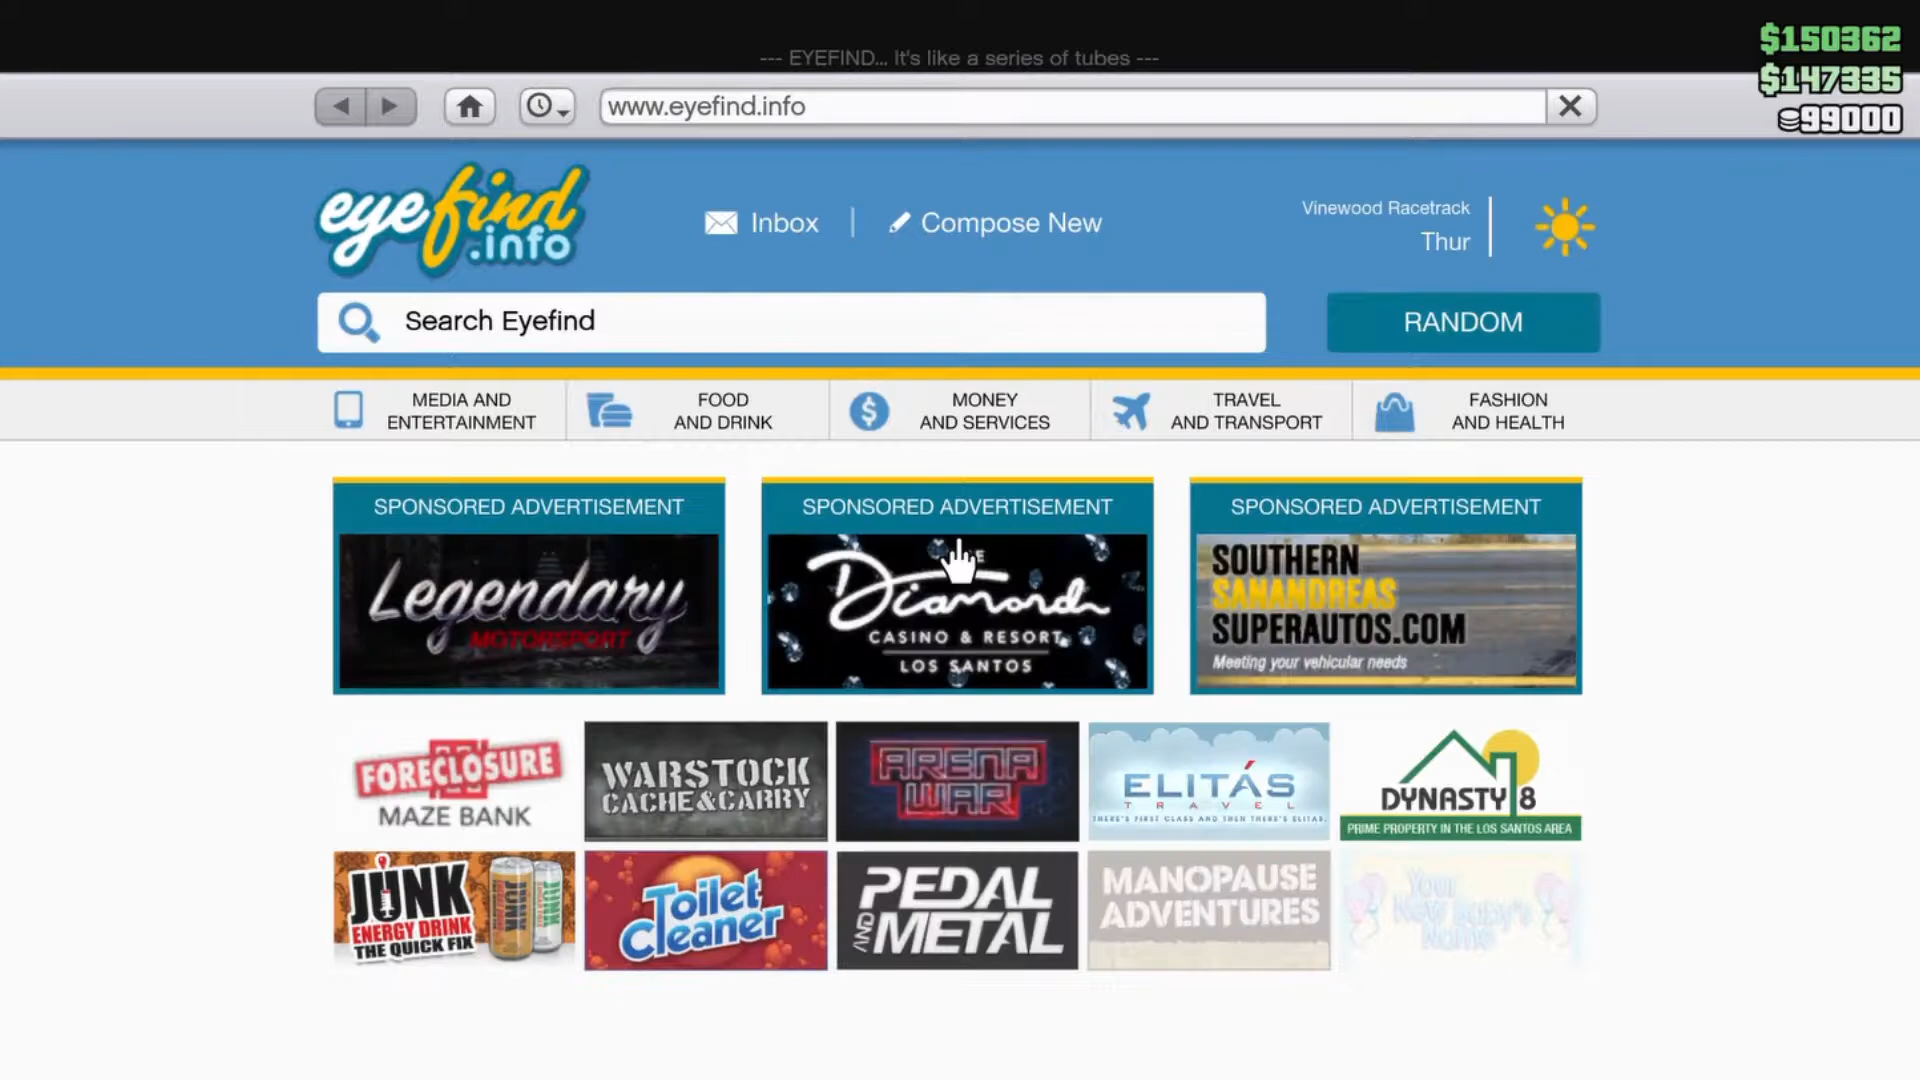 --- EYEFIND... It's like a series of tubes ---
$150362
$147335
99000
www.eyefind.info
eyefind
.info
Inbox
Compose New
Vinewood Racetrack
Thur
Search Eyefind
RANDOM
MEDIA AND
ENTERTAINMENT
FOOD
AND DRINK
MONEY
AND SERVICES
TRAVEL
AND TRANSPORT
FASHION
AND HEALTH
SPONSORED ADVERTISEMENT
Legendary
MOTORSPORT
SPONSORED ADVERTISEMENT
Diamond
CASINO & RESORT
LOS SANTOS
SPONSORED ADVERTISEMENT
SOUTHERN
SANANDREAS
SUPERAUTOS.COM
Meeting your vehicular needs
FORECLOSURE
MAZE BANK
WARSTOCK
CACHE&CARRY
ARENA
WAR
ELITÁS
TRAVEL
THERE'S FIRST CLASS AND THEN THERE'S ELITAS.
DYNASTY 8
PRIME PROPERTY IN THE LOS SANTOS AREA
JUNK
ENERGY DRINK
THE QUICK FIX
Toilet
Cleaner
PEDAL
AND METAL
MANOPAUSE
ADVENTURES
Your
New Baby's
Name